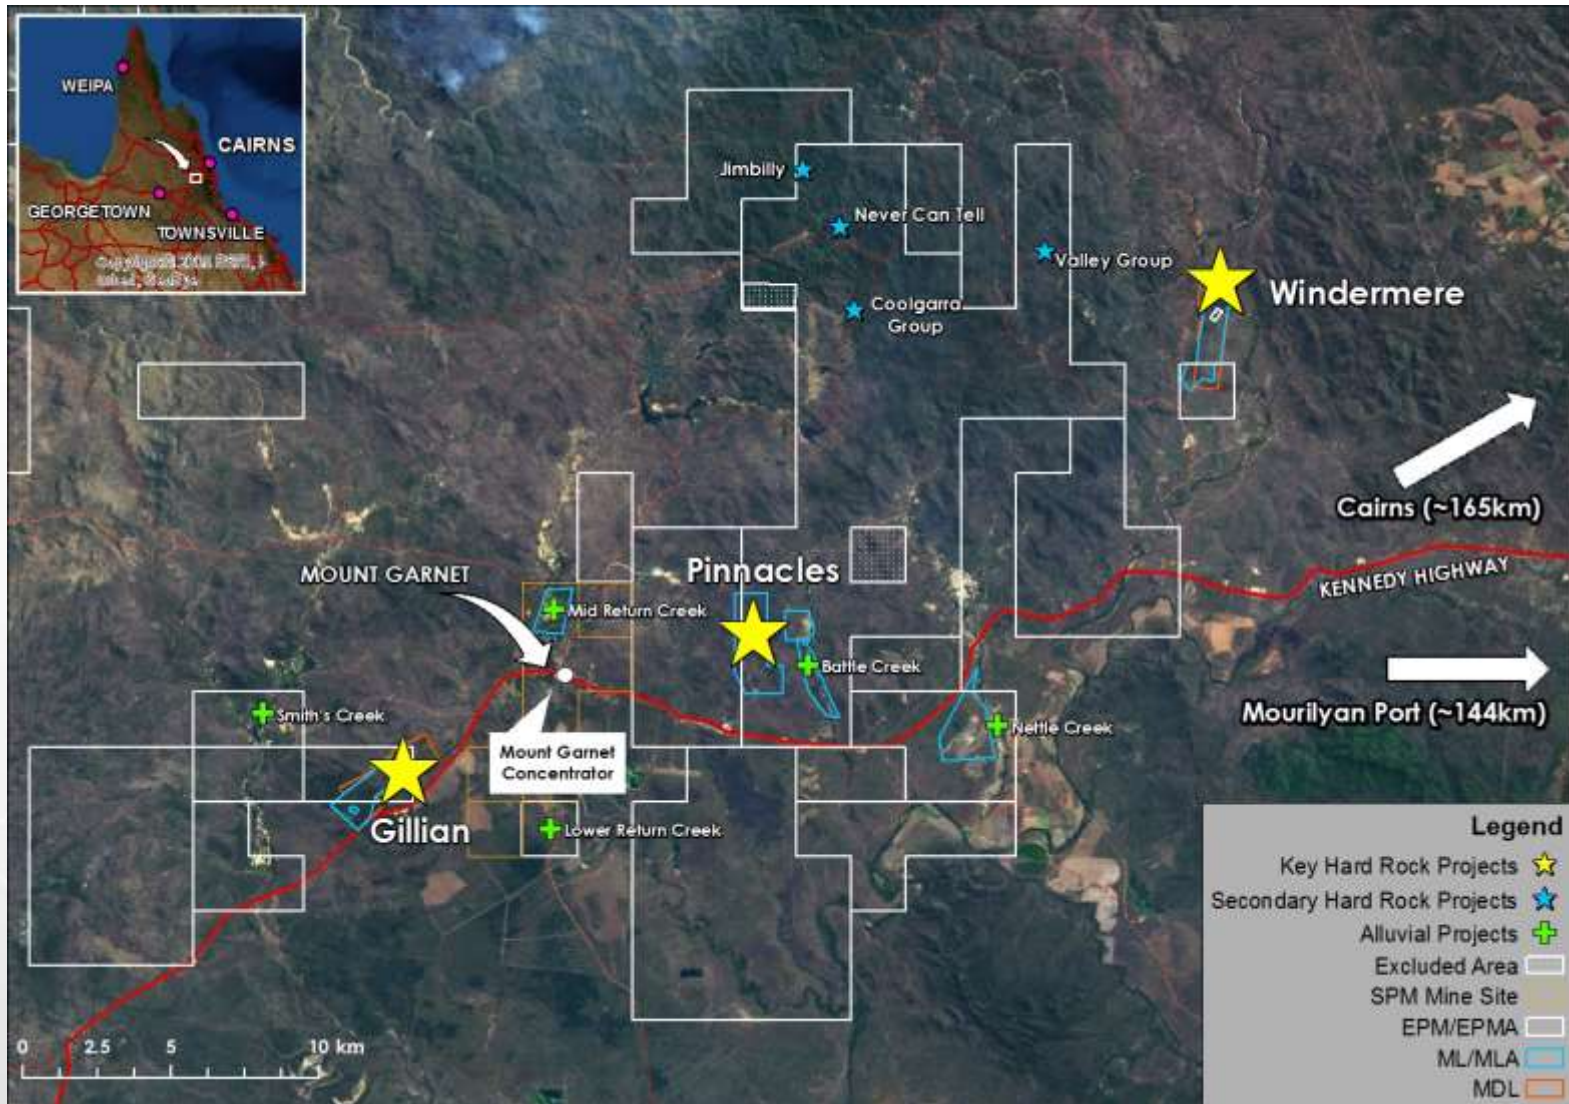 WEIPA
CAIRNS
GEORGETOWN
TOWNSVILLE
Jimbilly
Never Can Tell
Valley Group
Coolgarra
Group
Windermere
Cairns (~165km)
KENNEDY HIGHWAY
Mourilyan Port (~144km)
MOUNT GARNET
Pinnacles
Mid Return Creek
Battle Creek
Nettle Creek
Smith's Creek
Mount Garnet
Concentrator
Gillian
Lower Return Creek
0 2.5 5 10 km
Legend
Key Hard Rock Projects
Secondary Hard Rock Projects
Alluvial Projects
Excluded Area
SPM Mine Site
EPM/EPMA
ML/MLA
MDL